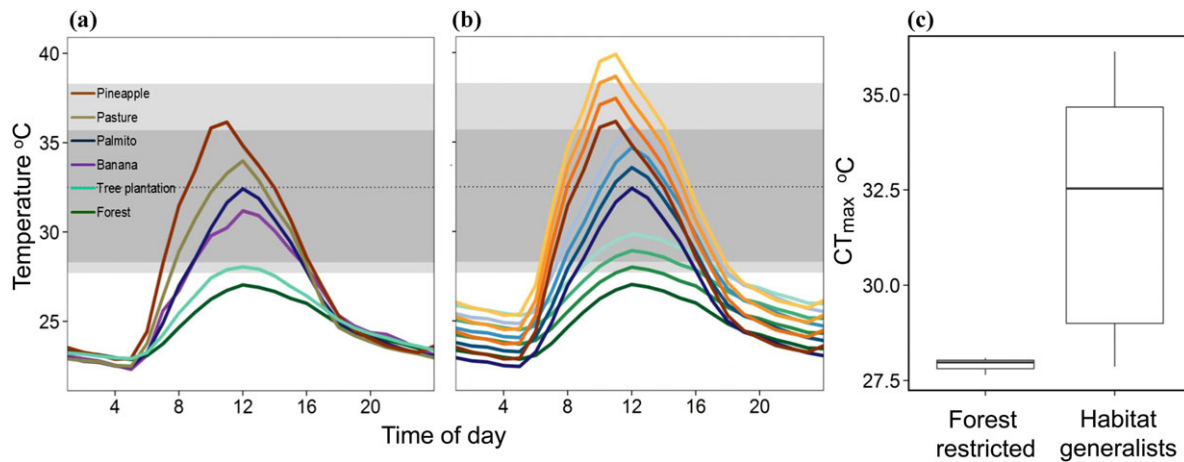 (a)
(b)
(c)
Temperature ºC
40
35
30
25
Pineapple
Pasture
Palmito
Banana
Tree plantation
Forest
4 8 12 16 20
4 8 12 16 20
Time of day
CTmax ºC
35.0
32.5
30.0
27.5
Forest restricted
Habitat generalists